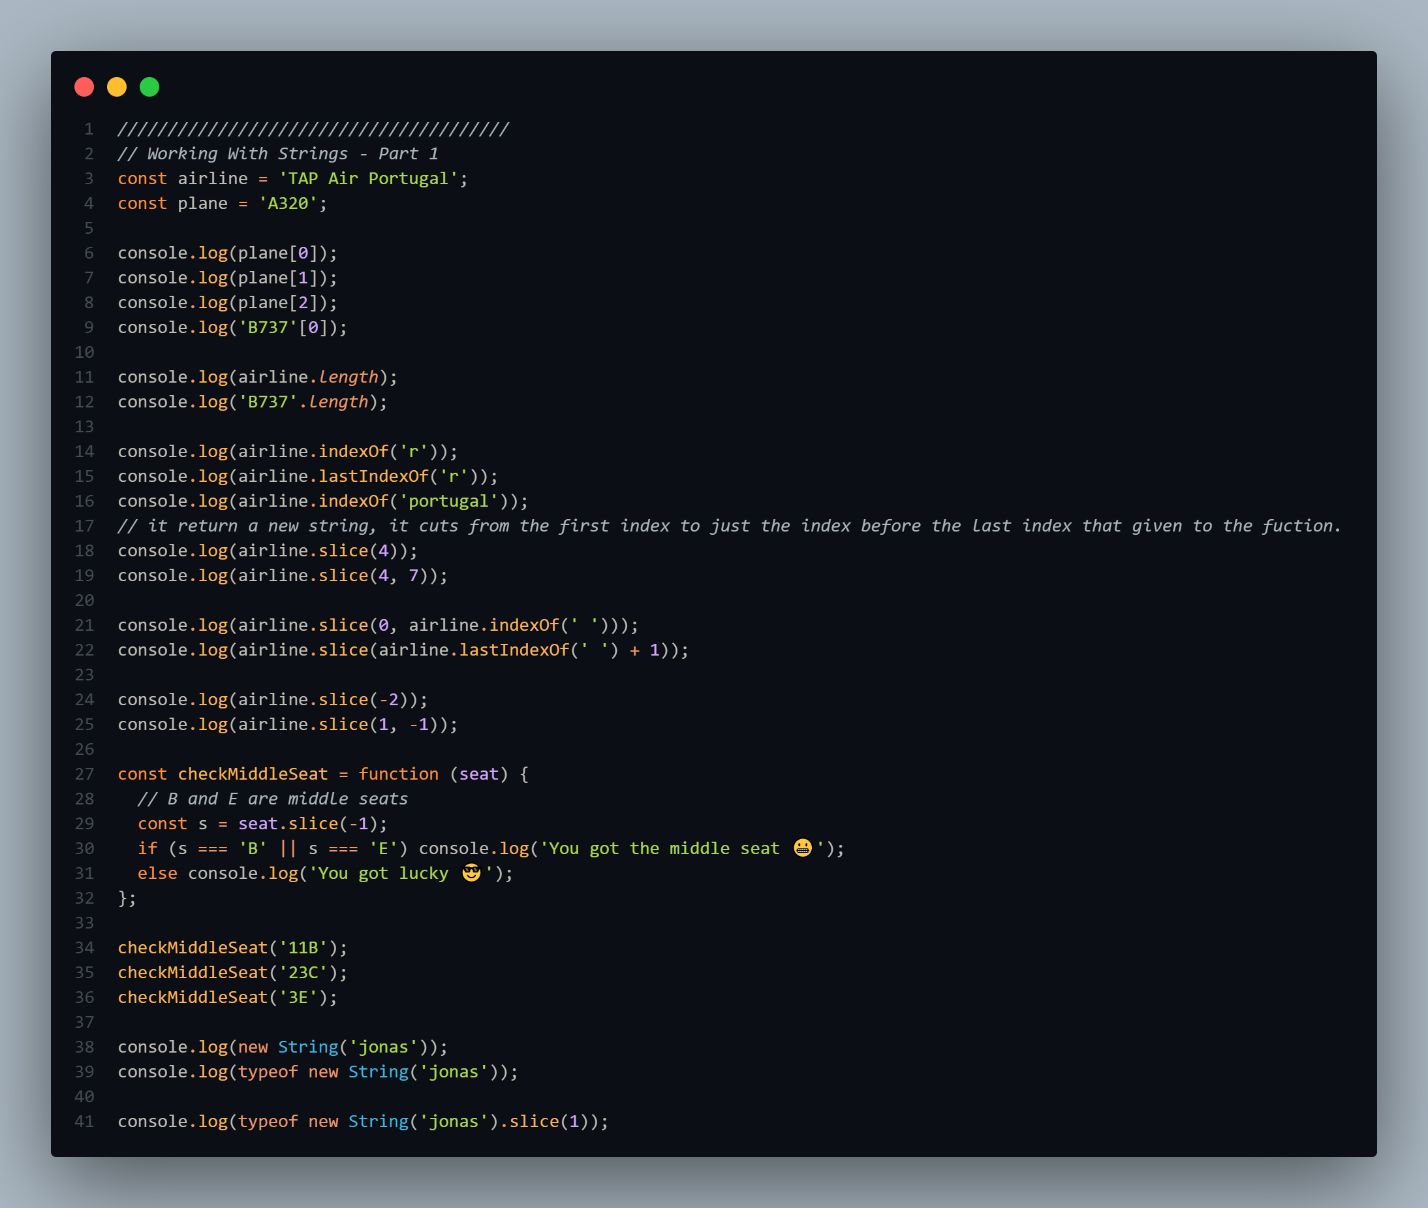 1 ///////////////////////////////////////
2 // Working With Strings - Part 1
3 const airline = 'TAP Air Portugal';
4 const plane = 'A320';
5
6 console.log(plane[0]);
7 console.log(plane[1]);
8 console.log(plane[2]);
9 console.log('B737'[0]);
10
11 console.log(airline.length);
12 console.log('B737'.length);
13
14 console.log(airline.indexOf('r'));
15 console.log(airline.lastIndexOf('r'));
16 console.log(airline.indexOf('portugal'));
17 // it return a new string, it cuts from the first index to just the index before the last index that given to the fuction.
18 console.log(airline.slice(4));
19 console.log(airline.slice(4, 7));
20
21 console.log(airline.slice(0, airline.indexOf(' ')));
22 console.log(airline.slice(airline.lastIndexOf(' ') + 1));
23
24 console.log(airline.slice(-2));
25 console.log(airline.slice(1, -1));
26
27 const checkMiddleSeat = function (seat) {
28   // B and E are middle seats
29   const s = seat.slice(-1);
30   if (s === 'B' || s === 'E') console.log('You got the middle seat 😬');
31   else console.log('You got lucky 😎');
32 };
33
34 checkMiddleSeat('11B');
35 checkMiddleSeat('23C');
36 checkMiddleSeat('3E');
37
38 console.log(new String('jonas'));
39 console.log(typeof new String('jonas'));
40
41 console.log(typeof new String('jonas').slice(1));